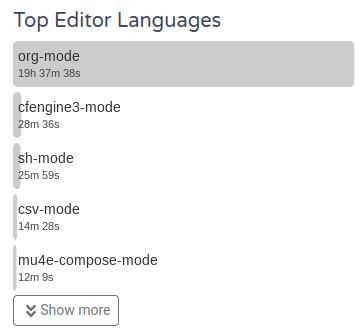 Top Editor Languages
org-mode
19h 37m 38s
cfengine3-mode
28m 36s
sh-mode
25m 59s
csv-mode
14m 28s
mu4e-compose-mode
12m 9s
Show more